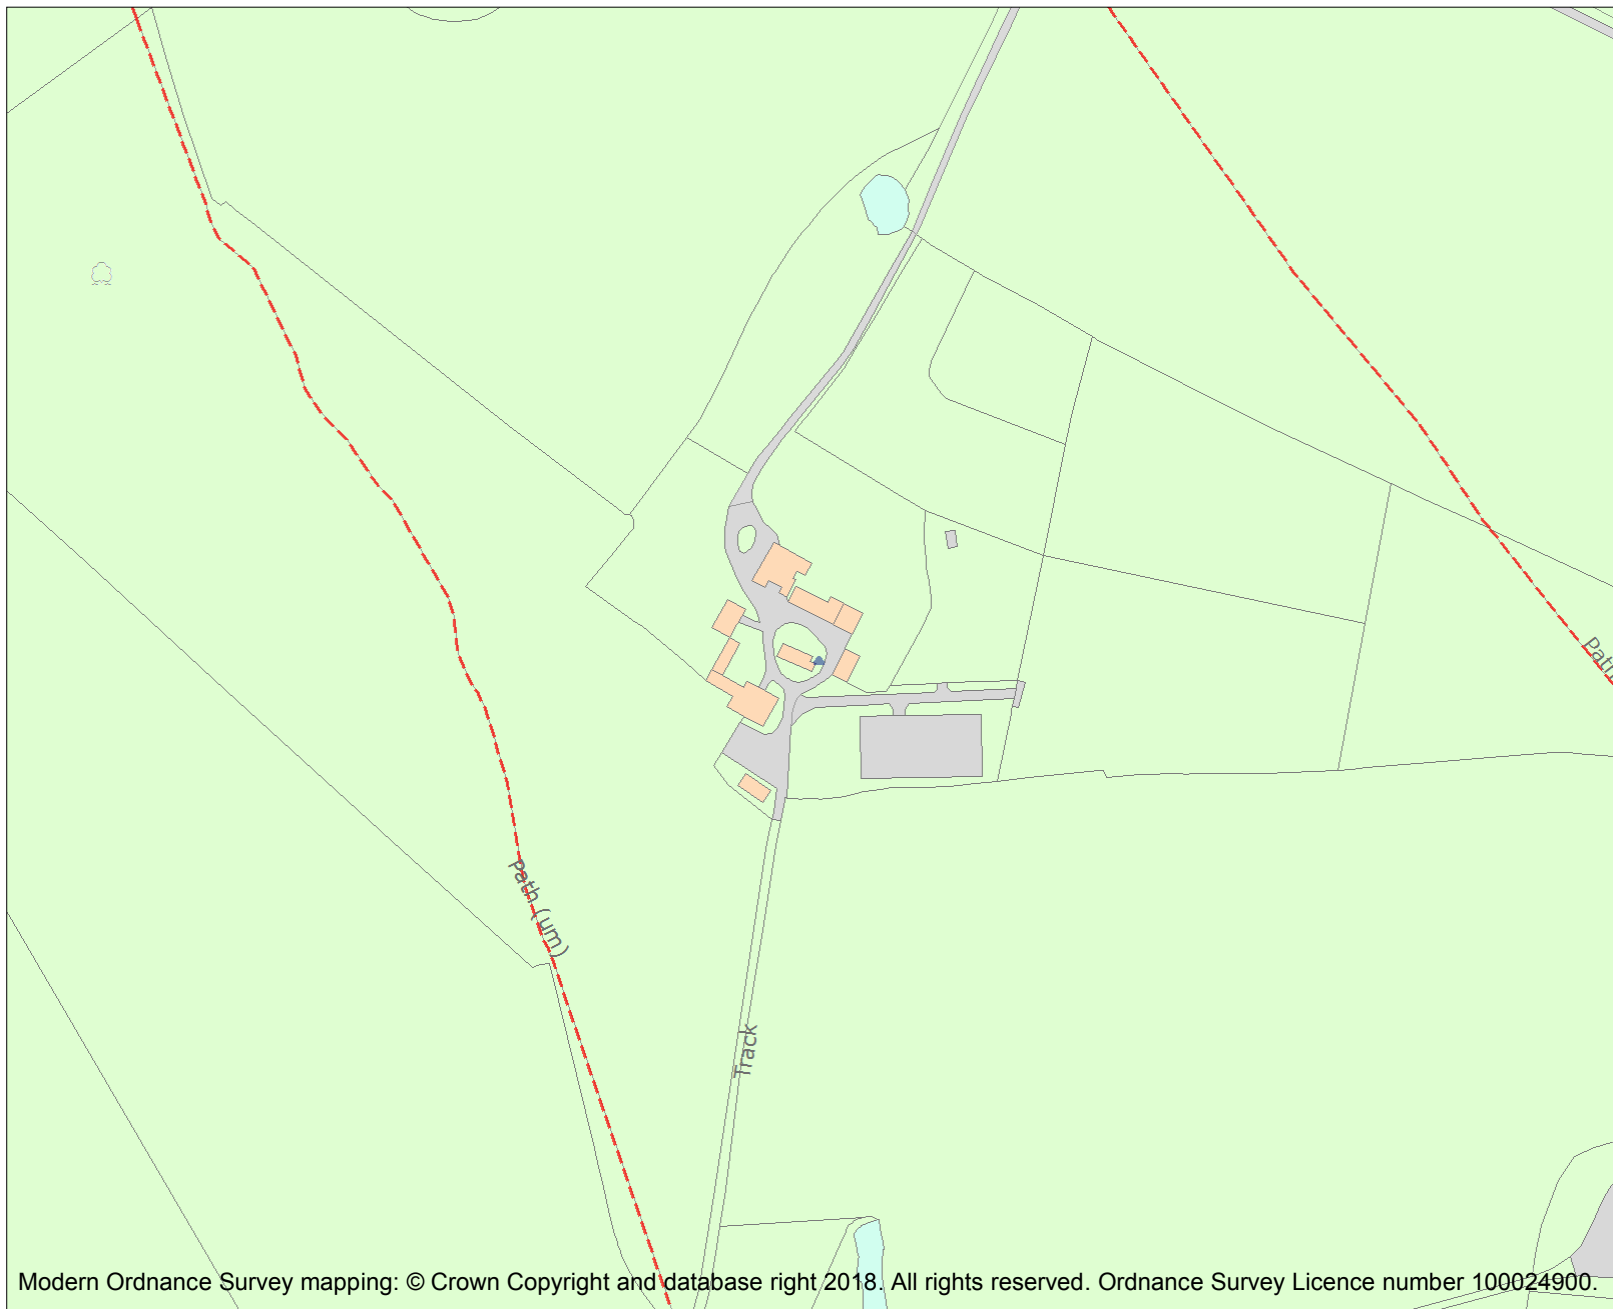 Path
Path (um)
Track
Modern Ordnance Survey mapping: © Crown Copyright and database right 2018. All rights reserved. Ordnance Survey Licence number 100024900.